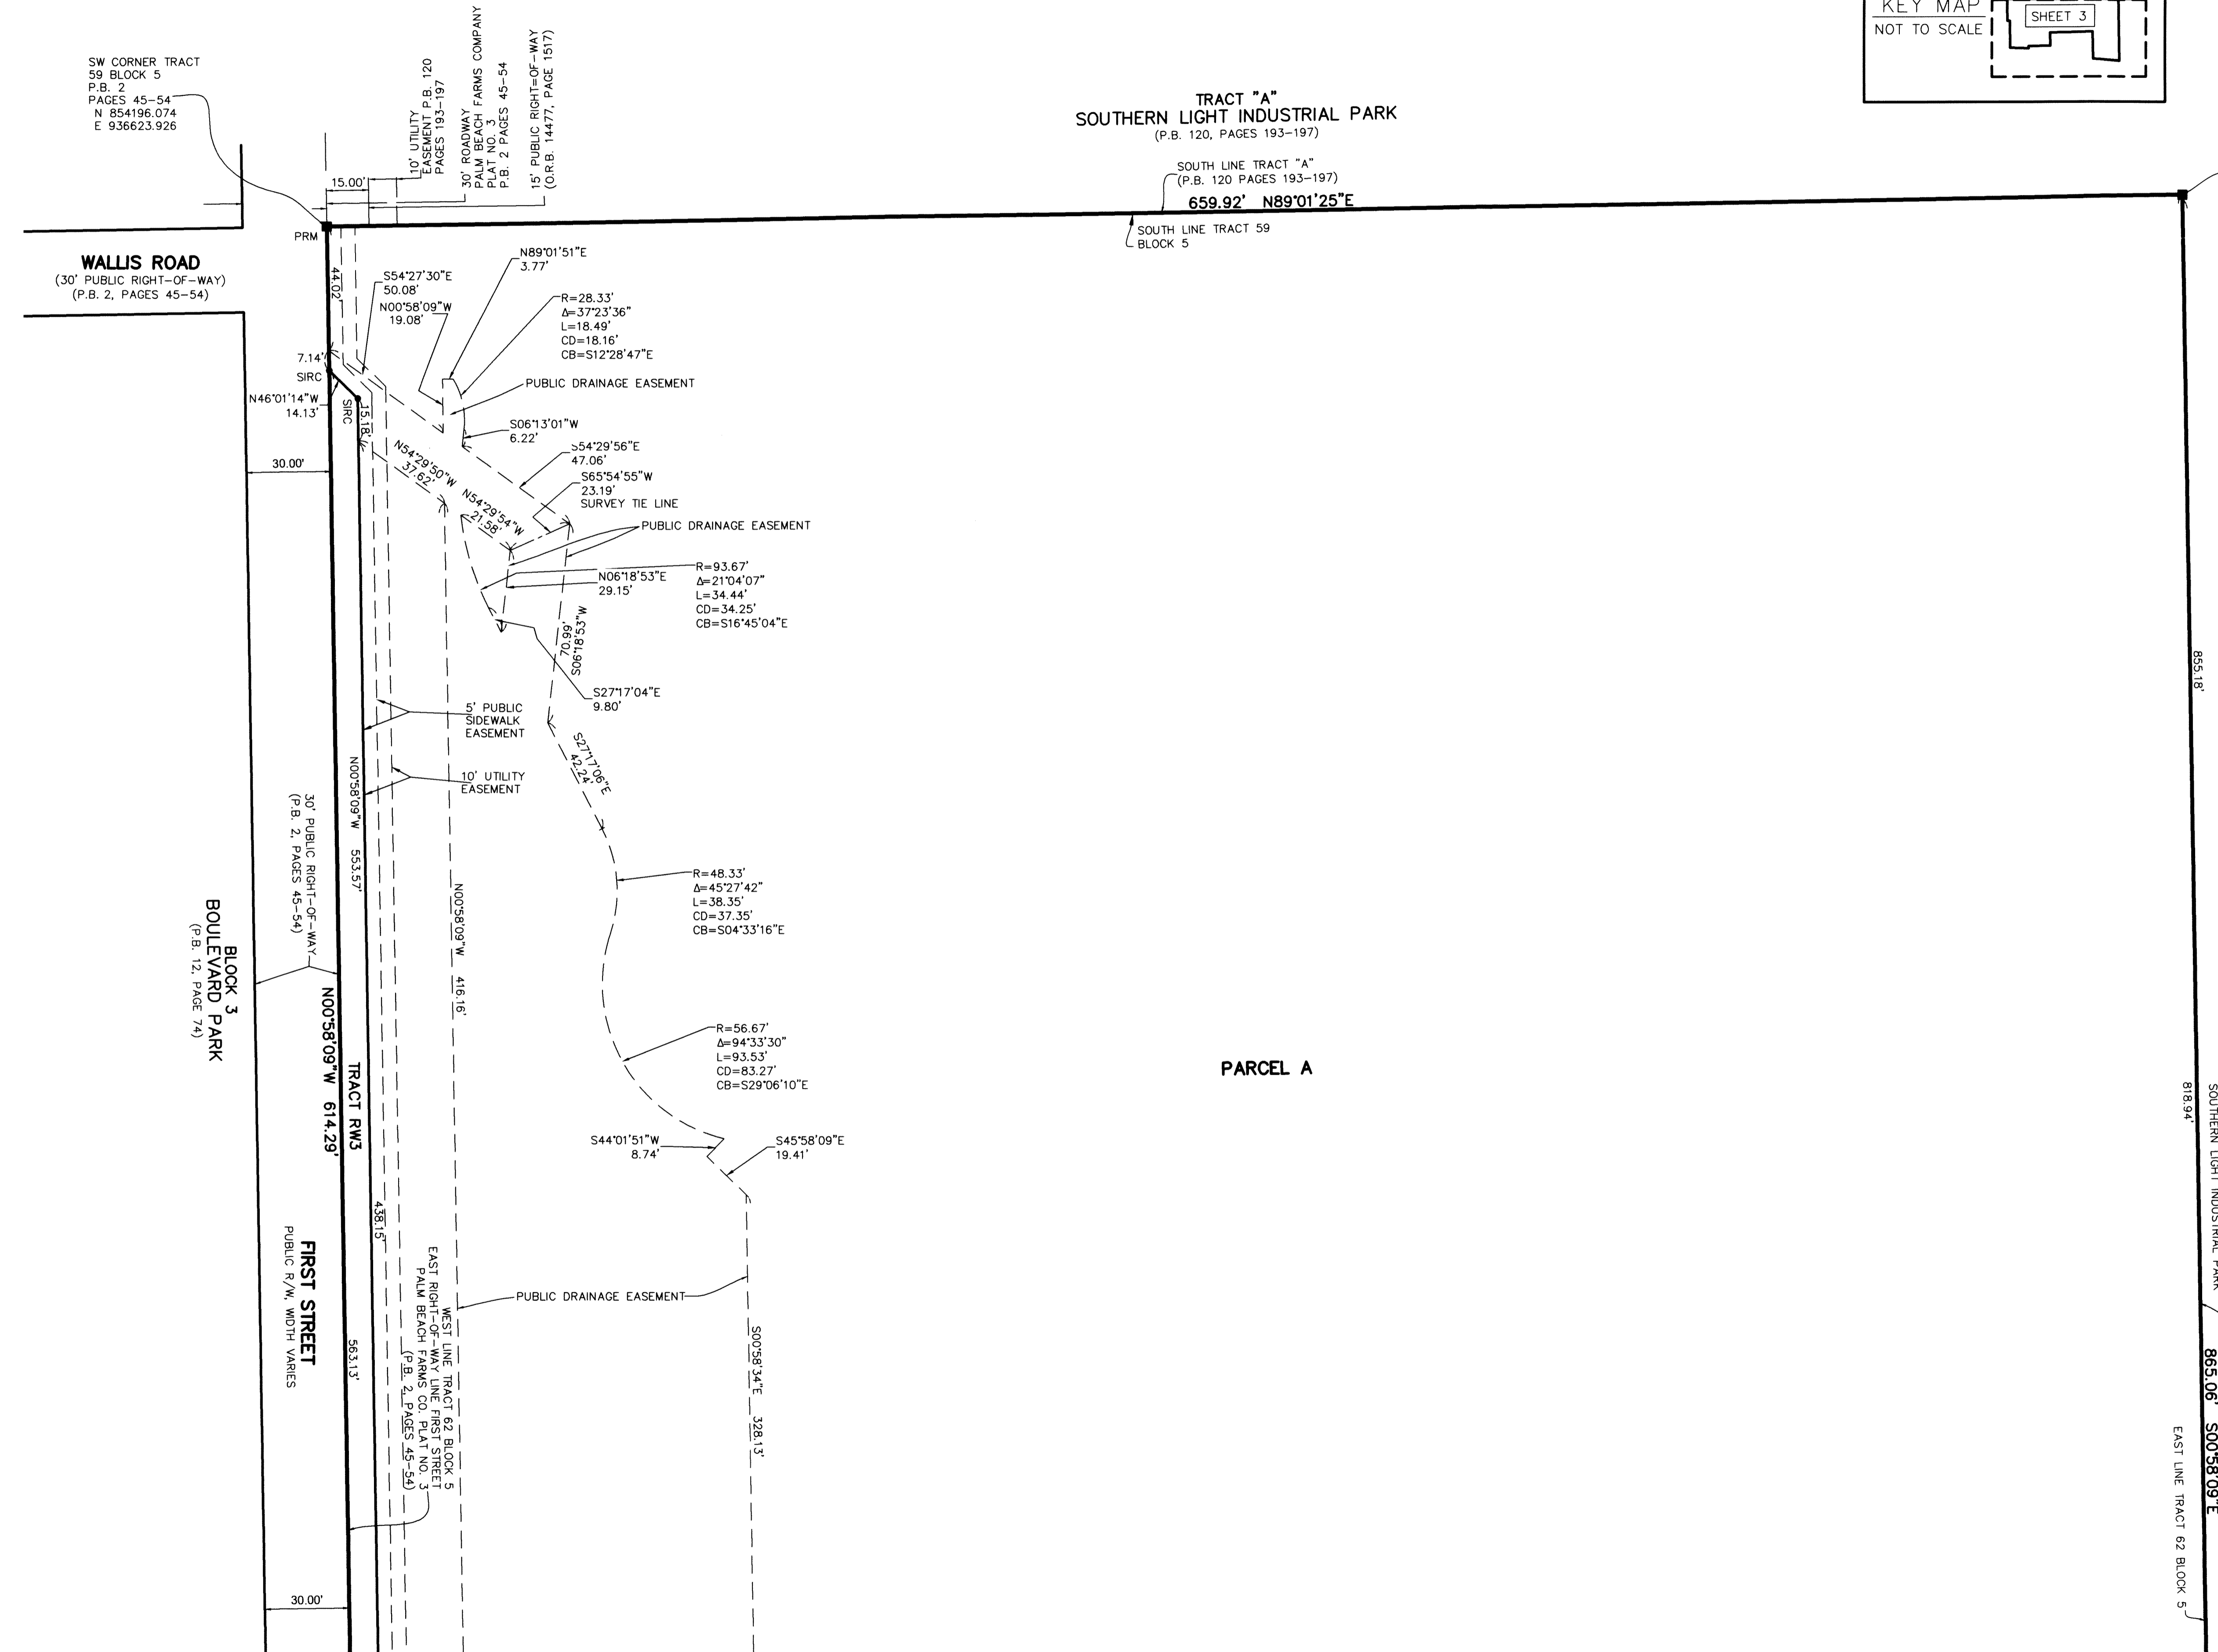 KEY MAP
NOT TO SCALE
SHEET 3
SW CORNER TRACT
59 BLOCK 5
P.B. 2
PAGES 45-54
N 854196.074
E 936623.926
10' UTILITY
EASEMENT P.B. 120
PAGES 193-197
30' ROADWAY
PALM BEACH FARMS COMPANY
PLAT NO. 3
P.B. 2 PAGES 45-54
15' PUBLIC RIGHT=OF-WAY
(O.R.B. 14477, PAGE 1517)
15.00'
TRACT "A"
SOUTHERN LIGHT INDUSTRIAL PARK
(P.B. 120, PAGES 193-197)
SOUTH LINE TRACT "A"
(P.B. 120 PAGES 193-197)
659.92' N89°01'25"E
SOUTH LINE TRACT 59
BLOCK 5
PRM
WALLIS ROAD
(30' PUBLIC RIGHT-OF-WAY)
(P.B. 2, PAGES 45-54)
44.02'
S54°27'30"E
50.08'
N00°58'09"W
19.08'
N89°01'51"E
3.77'
R=28.33'
Δ=37°23'36"
L=18.49'
CD=18.16'
CB=S12°28'47"E
PUBLIC DRAINAGE EASEMENT
7.14'
SIRC
N46°01'14"W
14.13'
SIRC
15.18'
S06°13'01"W
6.22'
S54°29'56"E
47.06'
S65°54'55"W
23.19'
SURVEY TIE LINE
30.00'
N54°29'50"W
37.62'
N54°29'54"W
21.58'
PUBLIC DRAINAGE EASEMENT
N06°18'53"E
29.15'
R=93.67'
Δ=21°04'07"
L=34.44'
CD=34.25'
CB=S16°45'04"E
70.99'
S06°18'53"W
S27°17'04"E
9.80'
5' PUBLIC
SIDEWALK
EASEMENT
10' UTILITY
EASEMENT
S27°17'06"E
42.24'
N00°58'09"W 553.57'
30' PUBLIC RIGHT-OF-WAY
(P.B. 2, PAGES 45-54)
BLOCK 3
BOULEVARD PARK
(P.B. 12, PAGE 74)
N00°58'09"W 416.16'
R=48.33'
Δ=45°27'42"
L=38.35'
CD=37.35'
CB=S04°33'16"E
N00°58'09"W 614.29'
TRACT RW3
R=56.67'
Δ=94°33'30"
L=93.53'
CD=83.27'
CB=S29°06'10"E
PARCEL A
S44°01'51"W
8.74'
S45°58'09"E
19.41'
438.15'
FIRST STREET
PUBLIC R/W, WIDTH VARIES
563.13'
WEST LINE TRACT 62 BLOCK 5
EAST RIGHT-OF-WAY LINE FIRST STREET
PALM BEACH FARMS CO. PLAT NO. 3
(P.B. 2, PAGES 45-54)
PUBLIC DRAINAGE EASEMENT
S00°58'34"E 328.13'
30.00'
855.18'
818.94'
SOUTHERN LIGHT INDUSTRIAL PARK
865.06' S00°58'09"E
EAST LINE TRACT 62 BLOCK 5